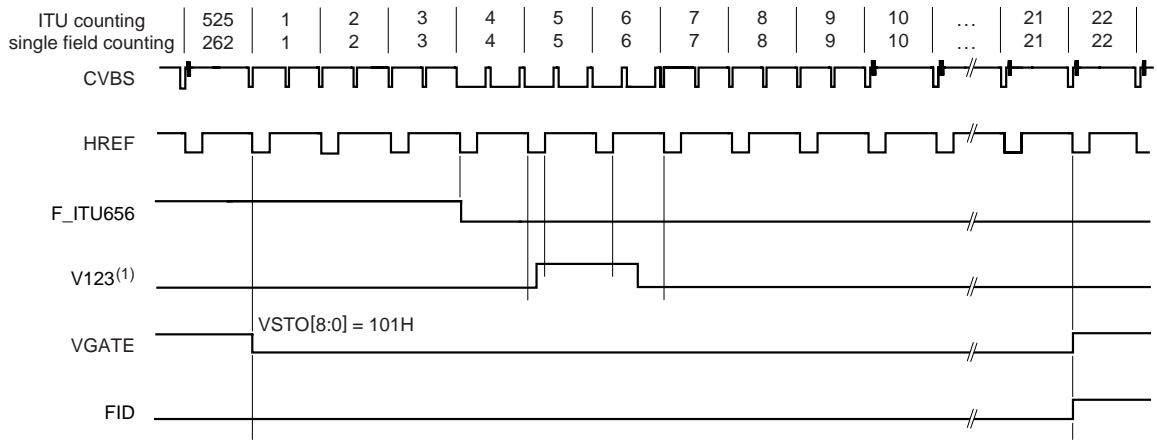 ITU counting 525 1 2 3 4 5 6 7 8 9 10 ... 21 22
single field counting 262 1 2 3 4 5 6 7 8 9 10 ... 21 22
CVBS
HREF
F_ITU656
V123(1)
VSTO[8:0] = 101H
VGATE
FID